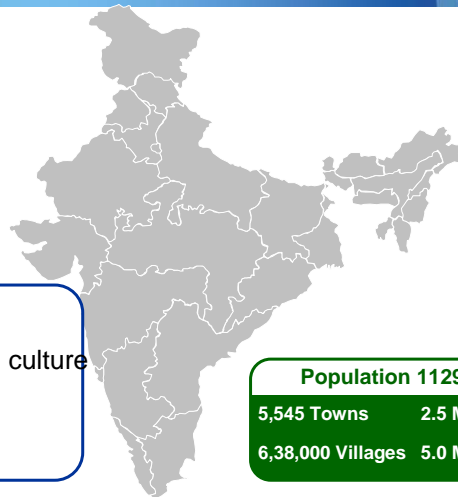 culture
Population 1129
5,545 Towns 2.5 M
6,38,000 Villages 5.0 M